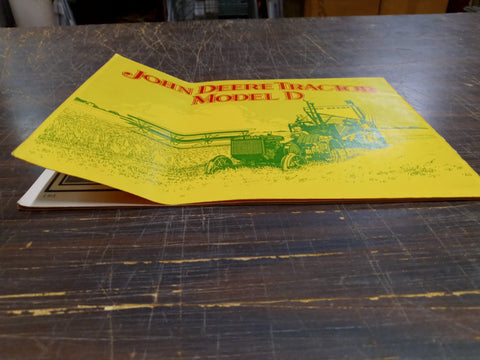 John Deere Tractor
Model D